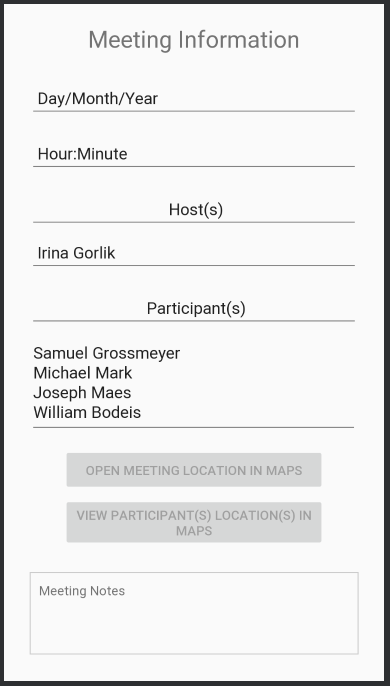 Meeting Information
Day/Month/Year
Hour:Minute
Host(s)
Irina Gorlik
Participant(s)
Samuel Grossmeyer
Michael Mark
Joseph Maes
William Bodeis
OPEN MEETING LOCATION IN MAPS
VIEW PARTICIPANT(S) LOCATION(S) IN
MAPS
Meeting Notes